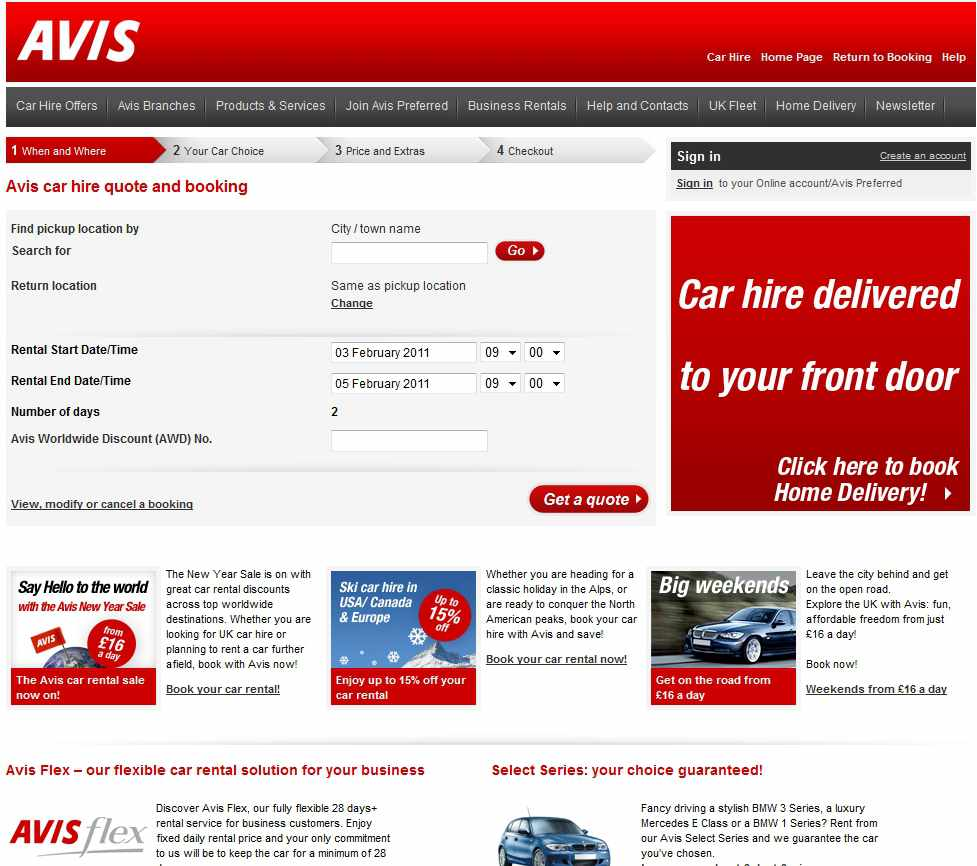 AVIS
Car Hire Home Page Return to Booking Help
Car Hire Offers Avis Branches Products & Services Join Avis Preferred Business Rentals Help and Contacts UK Fleet Home Delivery Newsletter
1 When and Where 2 Your Car Choice 3 Price and Extras 4 Checkout
Avis car hire quote and booking
Find pickup location by City / town name
Search for Go
Return location Same as pickup location
Change
Rental Start Date/Time 03 February 2011 09 00
Rental End Date/Time 05 February 2011 09 00
Number of days 2
Avis Worldwide Discount (AWD) No.
View, modify or cancel a booking Get a quote
Sign in Create an account
Sign in to your Online account/Avis Preferred
Car hire delivered
to your front door
Click here to book
Home Delivery!
Say Hello to the world
with the Avis New Year Sale
AVIS
from
£16
a day
The Avis car rental sale
now on!
The New Year Sale is on with
great car rental discounts
across top worldwide
destinations. Whether you are
looking for UK car hire or
planning to rent a car further
afield, book with Avis now!
Book your car rental!
Ski car hire in
USA/ Canada
& Europe
Up to
15%
off
Enjoy up to 15% off your
car rental
Whether you are heading for a
classic holiday in the Alps, or
are ready to conquer the North
American peaks, book your car
hire with Avis and save!
Book your car rental now!
Big weekends
Get on the road from
£16 a day
Leave the city behind and get
on the open road.
Explore the UK with Avis: fun,
affordable freedom from just
£16 a day!
Book now!
Weekends from £16 a day
Avis Flex – our flexible car rental solution for your business
AVIS flex
Discover Avis Flex, our fully flexible 28 days+
rental service for business customers. Enjoy
fixed daily rental price and your only commitment
to us will be to keep the car for a minimum of 28
Select Series: your choice guaranteed!
Fancy driving a stylish BMW 3 Series, a luxury
Mercedes E Class or a BMW 1 Series? Rent from
our Avis Select Series and we guarantee the car
you've chosen.